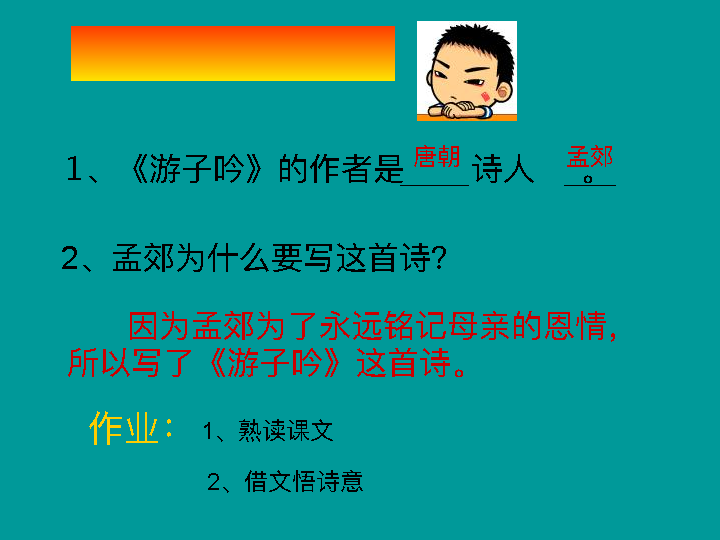 1、《游子吟》的作者是唐朝诗人 孟郊。
2、孟郊为什么要写这首诗?
因为孟郊为了永远铭记母亲的恩情，
所以写了《游子吟》这首诗。
作业： 1、熟读课文
2、借文悟诗意